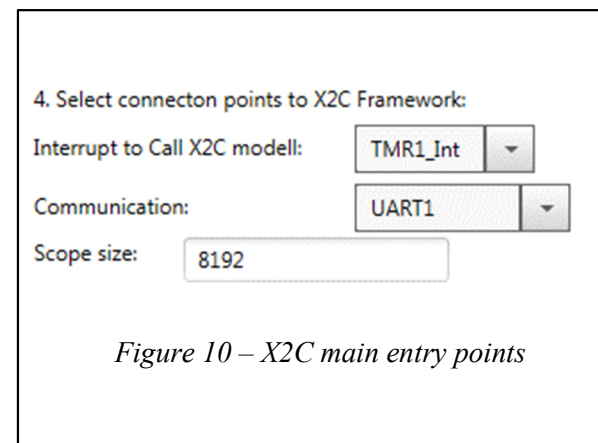 4. Select connecton points to X2C Framework:
Interrupt to Call X2C modell: TMR1_Int
Communication: UART1
Scope size: 8192
Figure 10 – X2C main entry points